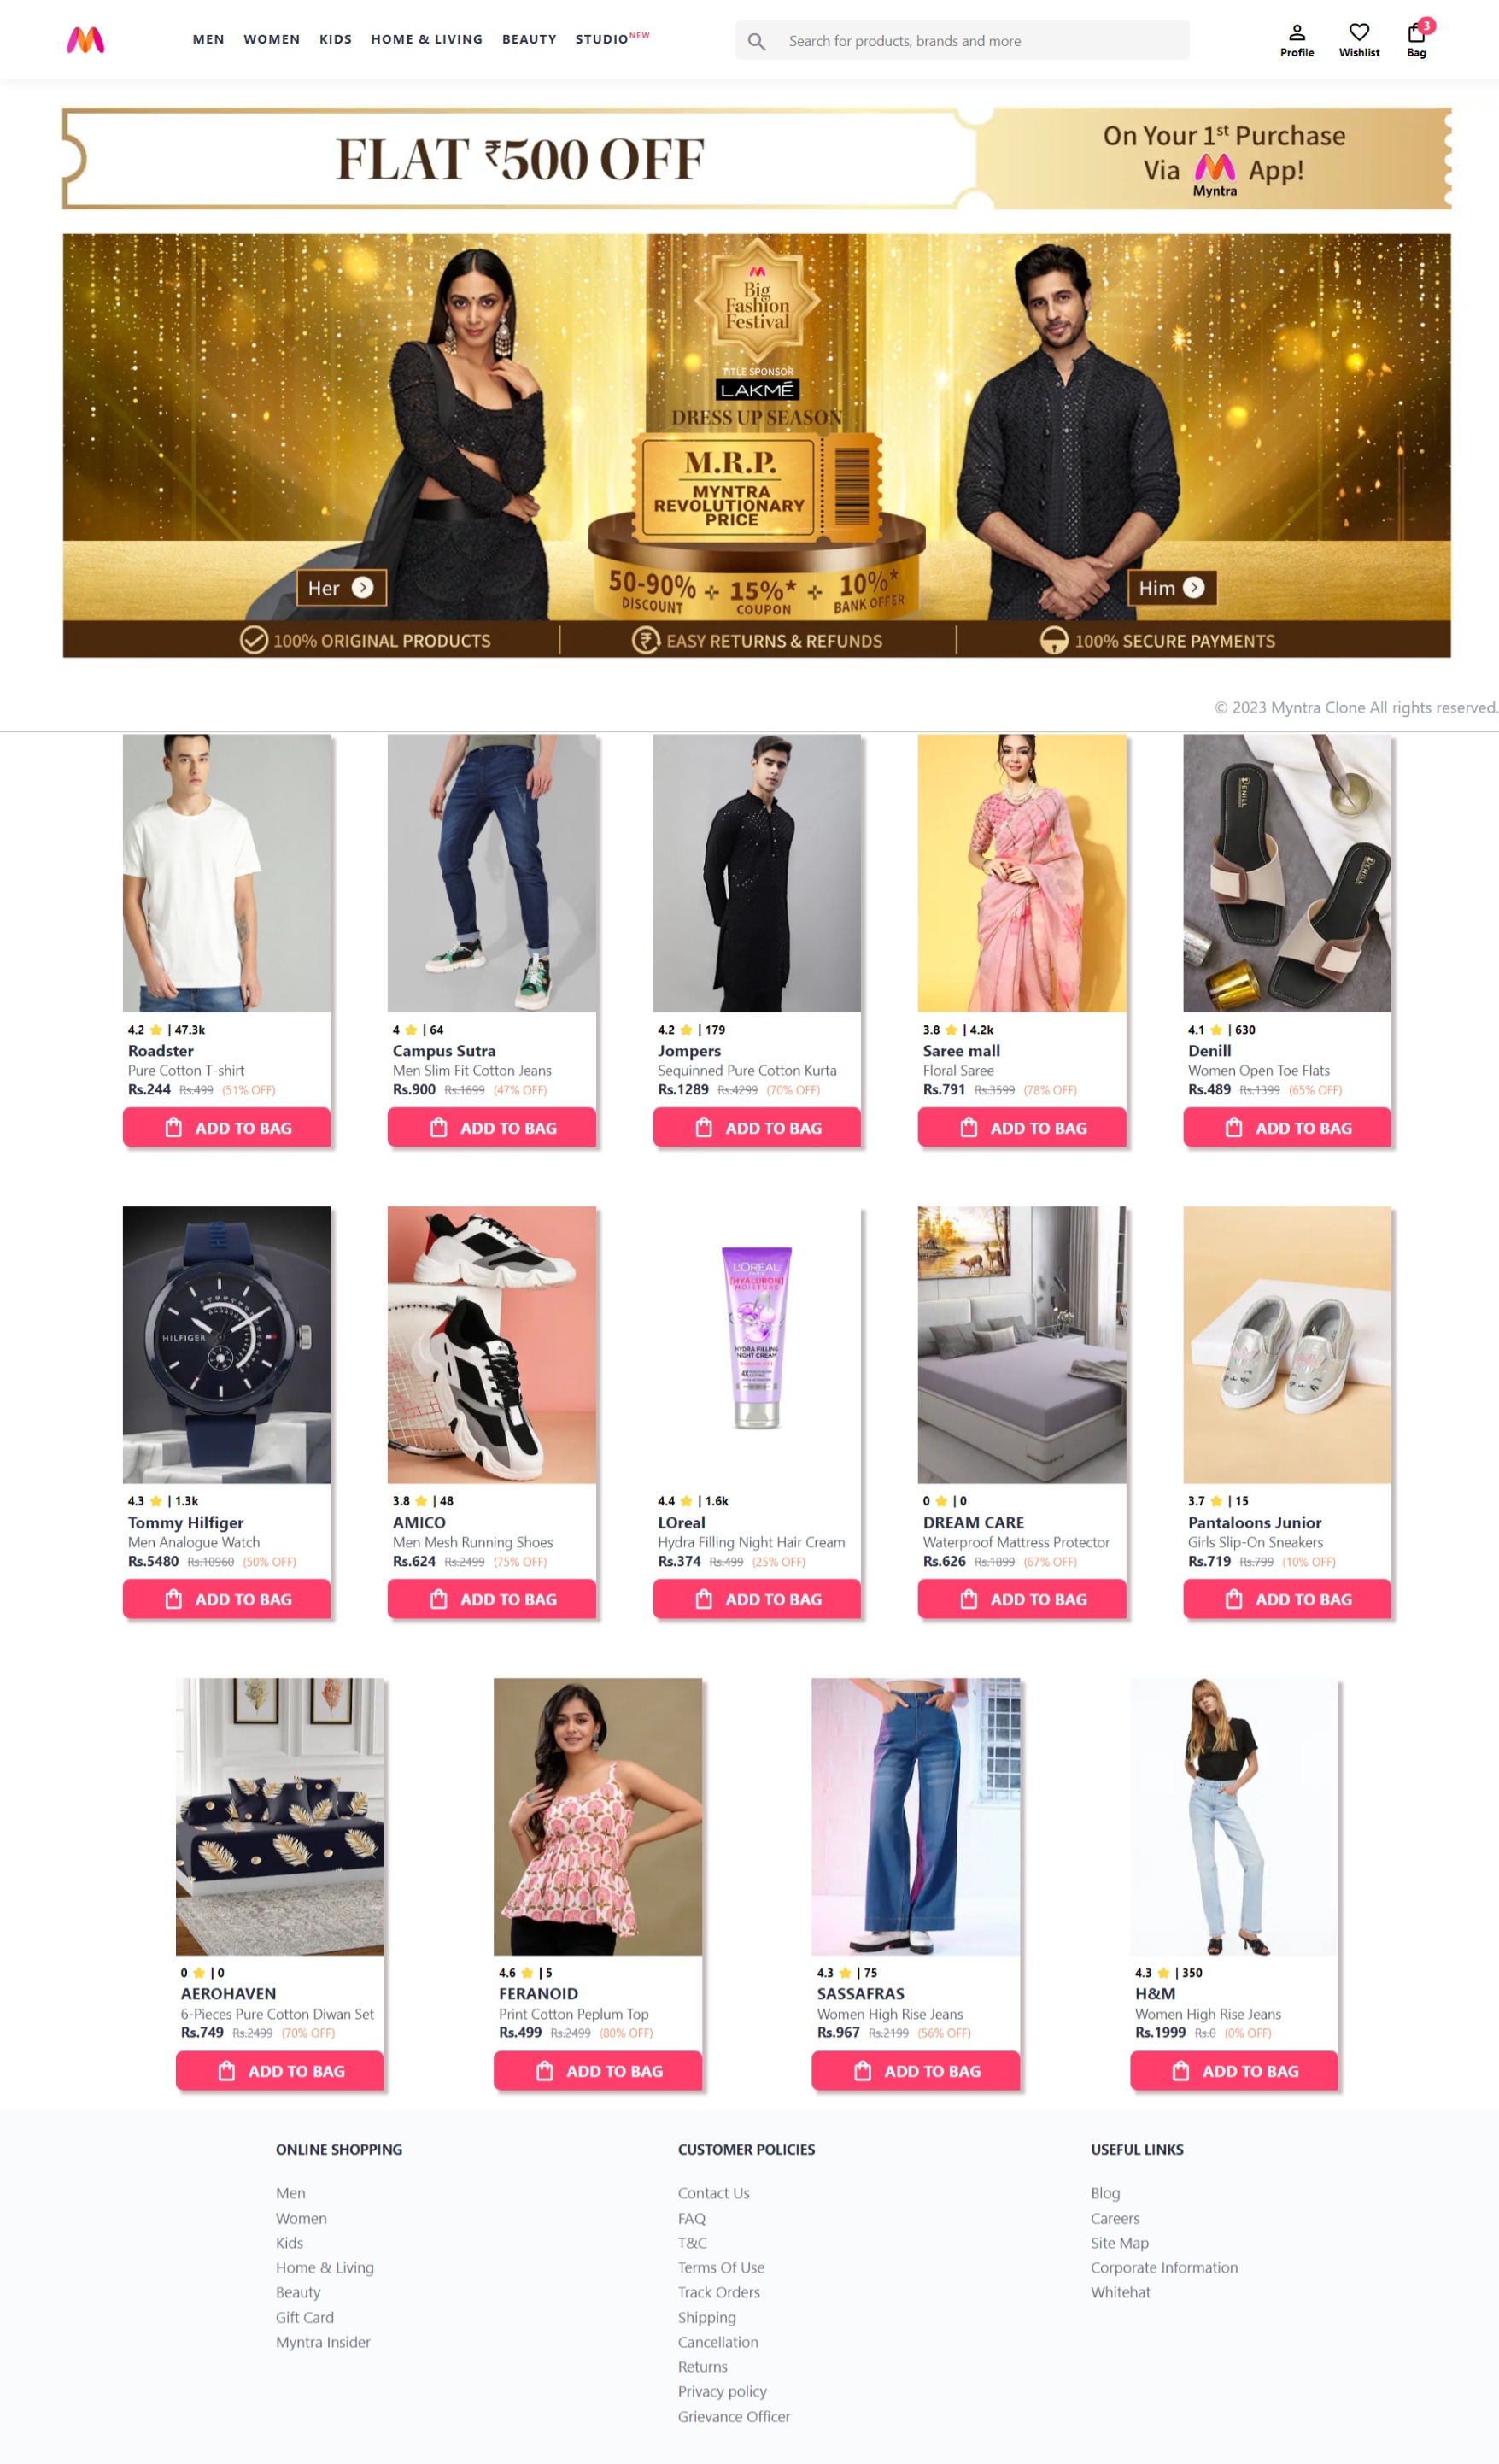 MEN WOMEN KIDS HOME & LIVING BEAUTY STUDIO NEW
Search for products, brands and more
3
Profile Wishlist Bag
FLAT ₹500 OFF
On Your 1st Purchase
Via Myntra App!
Big
Fashion
Festival
TITLE SPONSOR
LAKMÉ
DRESS UP SEASON
M.R.P.
MYNTRA
REVOLUTIONARY
PRICE
Her
Him
50-90% DISCOUNT + 15%* COUPON + 10%* BANK OFFER
100% ORIGINAL PRODUCTS | EASY RETURNS & REFUNDS | 100% SECURE PAYMENTS
© 2023 Myntra Clone All rights reserved.
DENILL
DENILL
4.2 ⭐ | 47.3k
Roadster
Pure Cotton T-shirt
Rs.244 Rs.499 (51% OFF)
ADD TO BAG
4 ⭐ | 64
Campus Sutra
Men Slim Fit Cotton Jeans
Rs.900 Rs.1699 (47% OFF)
ADD TO BAG
4.2 ⭐ | 179
Jompers
Sequinned Pure Cotton Kurta
Rs.1289 Rs.4299 (70% OFF)
ADD TO BAG
3.8 ⭐ | 4.2k
Saree mall
Floral Saree
Rs.791 Rs.3599 (78% OFF)
ADD TO BAG
4.1 ⭐ | 630
Denill
Women Open Toe Flats
Rs.489 Rs.1399 (65% OFF)
ADD TO BAG
HILFIGER
4.3 ⭐ | 1.3k
Tommy Hilfiger
Men Analogue Watch
Rs.5480 Rs.10960 (50% OFF)
ADD TO BAG
3.8 ⭐ | 48
AMICO
Men Mesh Running Shoes
Rs.624 Rs.2499 (75% OFF)
ADD TO BAG
L'ORÉAL
PARIS
[HYALURON]
MOISTURE
HYDRA FILLING
NIGHT CREAM
4.4 ⭐ | 1.6k
LOreal
Hydra Filling Night Hair Cream
Rs.374 Rs.499 (25% OFF)
ADD TO BAG
0 ⭐ | 0
DREAM CARE
Waterproof Mattress Protector
Rs.626 Rs.1899 (67% OFF)
ADD TO BAG
3.7 ⭐ | 15
Pantaloons Junior
Girls Slip-On Sneakers
Rs.719 Rs.799 (10% OFF)
ADD TO BAG
0 ⭐ | 0
AEROHAVEN
6-Pieces Pure Cotton Diwan Set
Rs.749 Rs.2499 (70% OFF)
ADD TO BAG
4.6 ⭐ | 5
FERANOID
Print Cotton Peplum Top
Rs.499 Rs.2499 (80% OFF)
ADD TO BAG
4.3 ⭐ | 75
SASSAFRAS
Women High Rise Jeans
Rs.967 Rs.2199 (56% OFF)
ADD TO BAG
4.3 ⭐ | 350
H&M
Women High Rise Jeans
Rs.1999 Rs.0 (0% OFF)
ADD TO BAG
ONLINE SHOPPING
Men
Women
Kids
Home & Living
Beauty
Gift Card
Myntra Insider
CUSTOMER POLICIES
Contact Us
FAQ
T&C
Terms Of Use
Track Orders
Shipping
Cancellation
Returns
Privacy policy
Grievance Officer
USEFUL LINKS
Blog
Careers
Site Map
Corporate Information
Whitehat